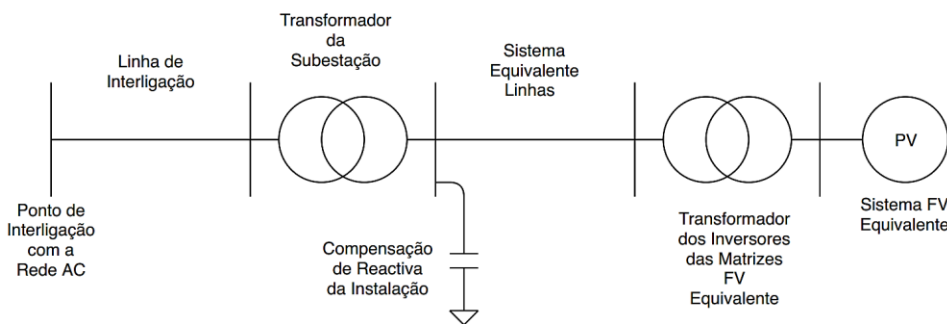 Linha de
Interligação
Transformador
da
Subestação
Sistema
Equivalente
Linhas
PV
Ponto de
Interligação
com a
Rede AC
Compensação
de Reactiva
da Instalação
Transformador
dos Inversores
das Matrizes
FV
Equivalente
Sistema FV
Equivalente